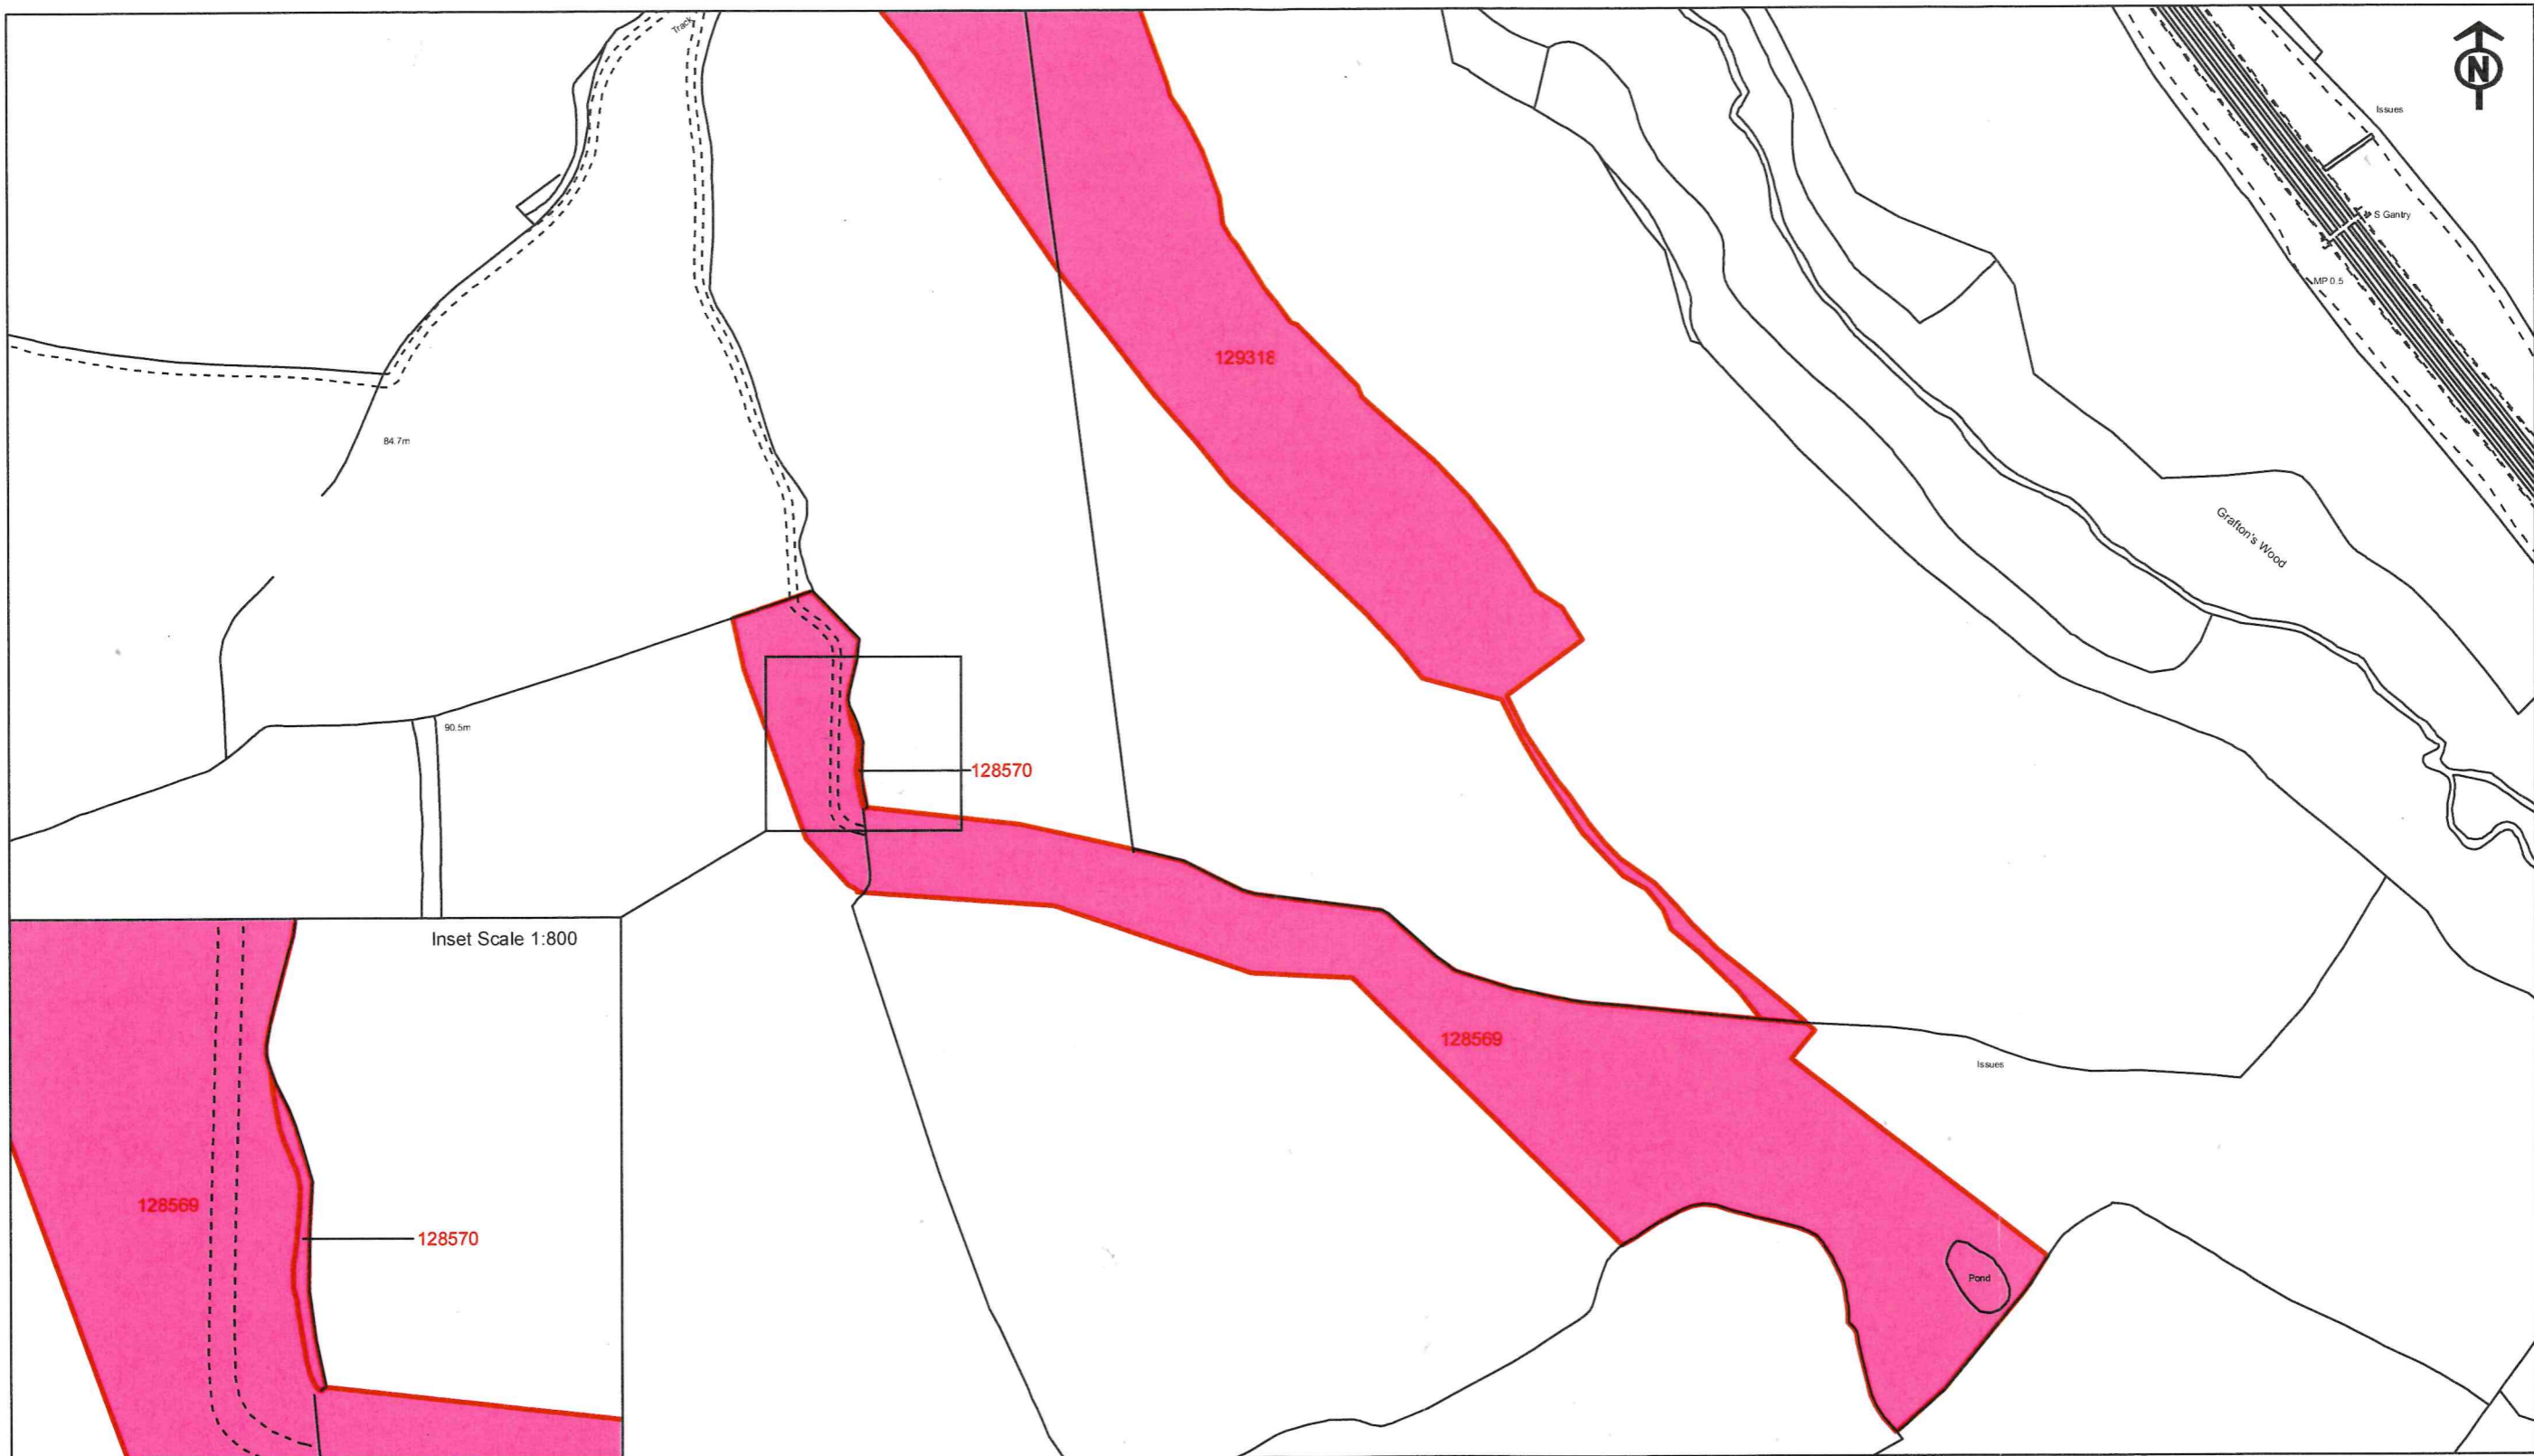 Track
N
Issues
S Gantry
MP 0.5
129318
84.7m
Grafton's Wood
90.5m
128570
Inset Scale 1:800
128569
Issues
128569
128570
Pond